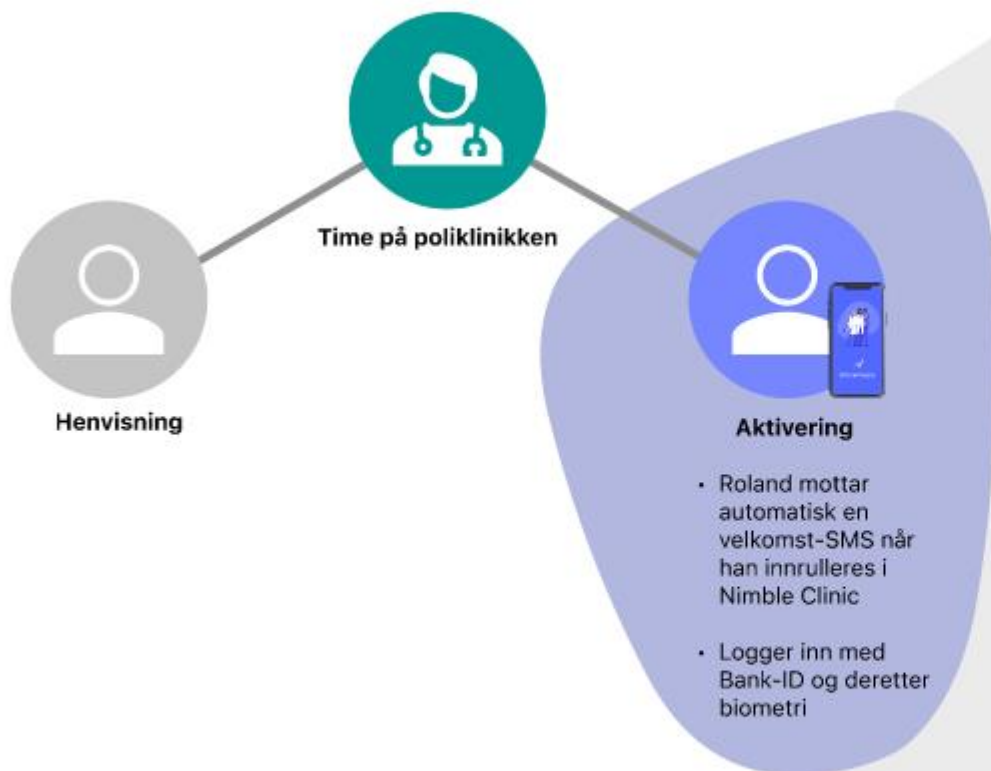 Time på poliklinikken
Henvisning
Aktivering
• Roland mottar
automatisk en
velkomst-SMS når
han innrulleres i
Nimble Clinic
• Logger inn med
Bank-ID og deretter
biometri